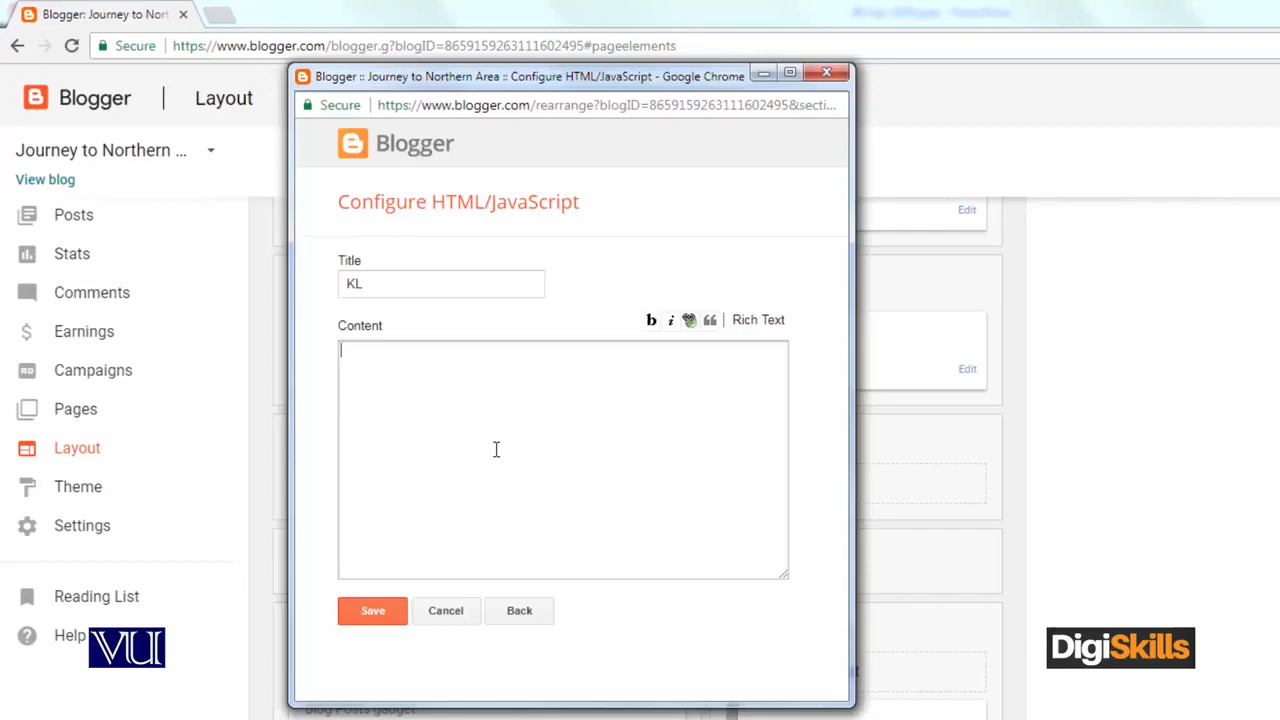 Blogger: Journey to Nort
Secure
https://www.blogger.com/blogger.g?blogID=8659159263111602495#pageelements
Blogger
Layout
Journey to Northern ...
View blog
Posts
Stats
Comments
Earnings
Campaigns
Pages
Layout
Theme
Settings
Reading List
Help
VU
Blogger :: Journey to Northern Area :: Configure HTML/JavaScript - Google Chrome
Secure
https://www.blogger.com/rearrange?blogID=8659159263111602495&secti...
Blogger
Configure HTML/JavaScript
Title
KL
Content
b i
Rich Text
Save
Cancel
Back
Edit
Edit
Blog Posts gadget
DigiSkills